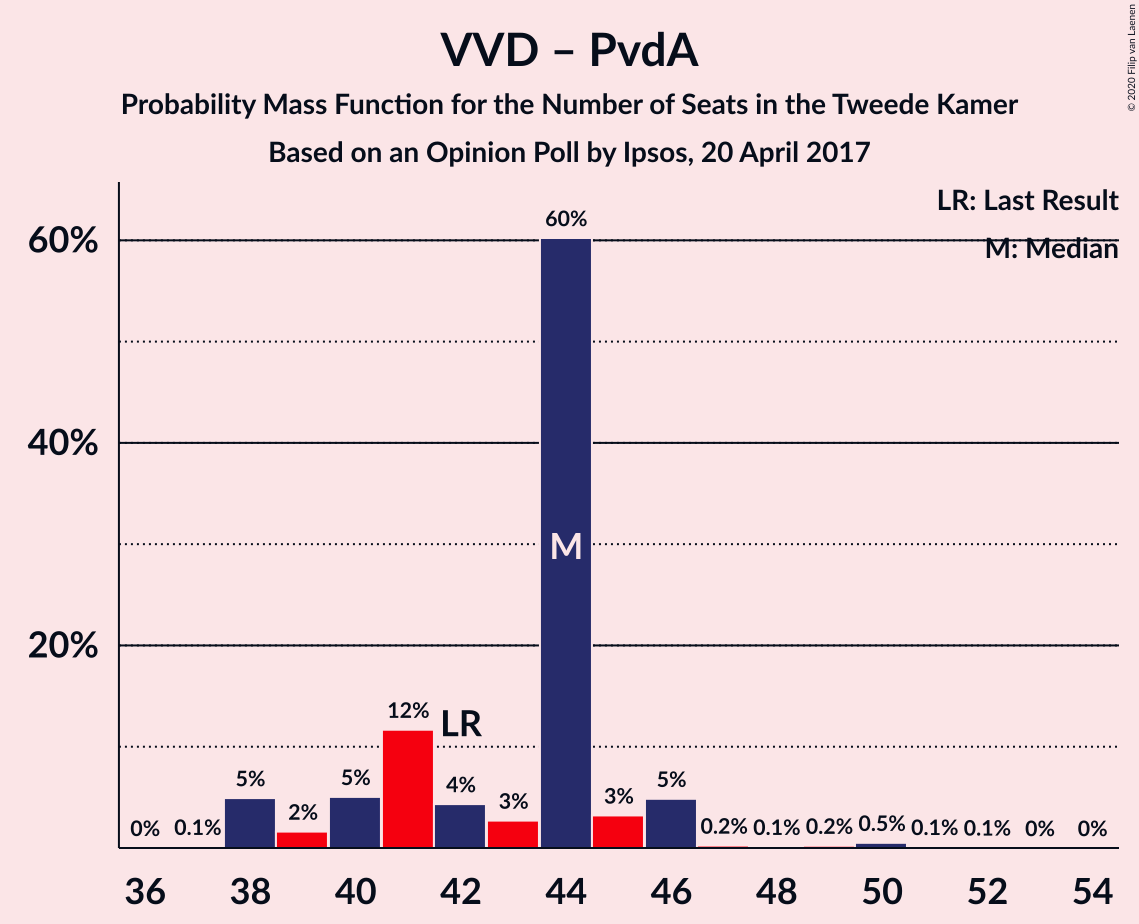 VVD – PvdA
Probability Mass Function for the Number of Seats in the Tweede Kamer
Based on an Opinion Poll by Ipsos, 20 April 2017
© 2020 Filip van Laenen
LR: Last Result
M: Median
60%
40%
20%
0%
0.1%
5%
2%
5%
12%
LR
4%
3%
60%
M
3%
5%
0.2%
0.1%
0.2%
0.5%
0.1%
0.1%
0%
0%
36 38 40 42 44 46 48 50 52 54